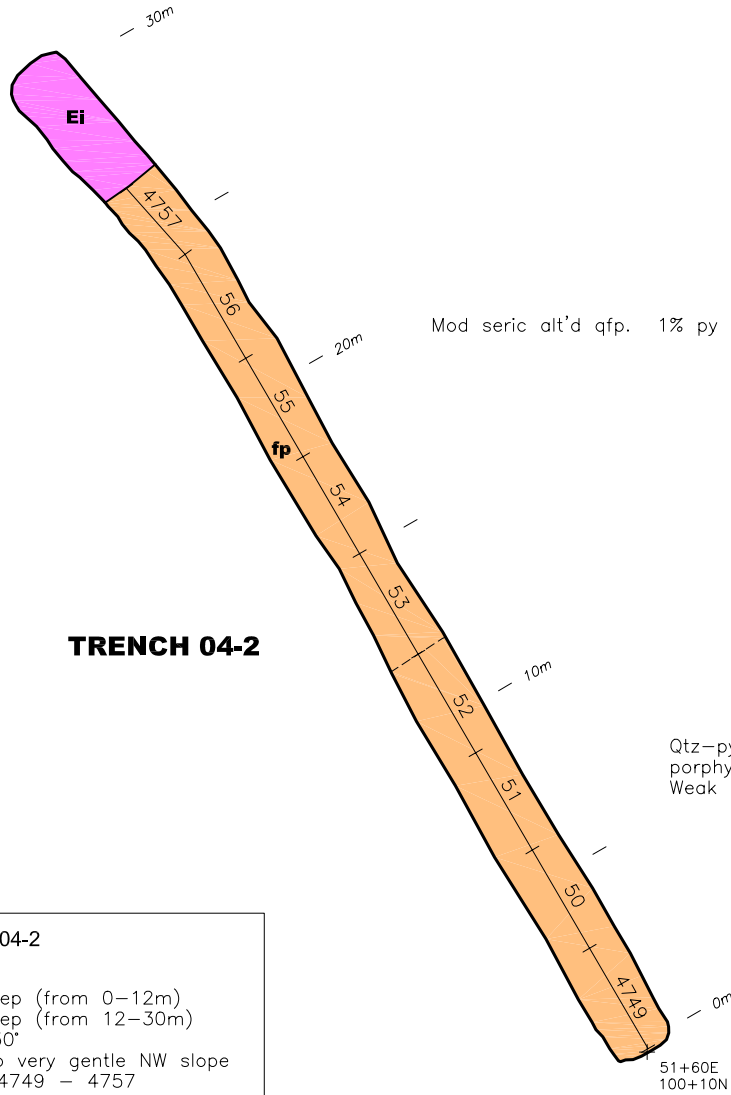 30m
Ei
4757
56
Mod seric alt'd qfp.  1% py
20m
55
fp
54
53
TRENCH 04-2
10m
52
Qtz-py
porphy
Weak
51
50
04-2
4749
0m
ep (from 0-12m)
ep (from 12-30m)
50°
o very gentle NW slope
4749 - 4757
51+60E
100+10N